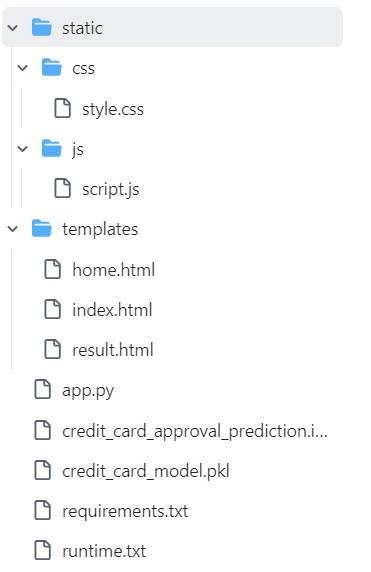 static
css
style.css
js
script.js
templates
home.html
index.html
result.html
app.py
credit_card_approval_prediction.i...
credit_card_model.pkl
requirements.txt
runtime.txt